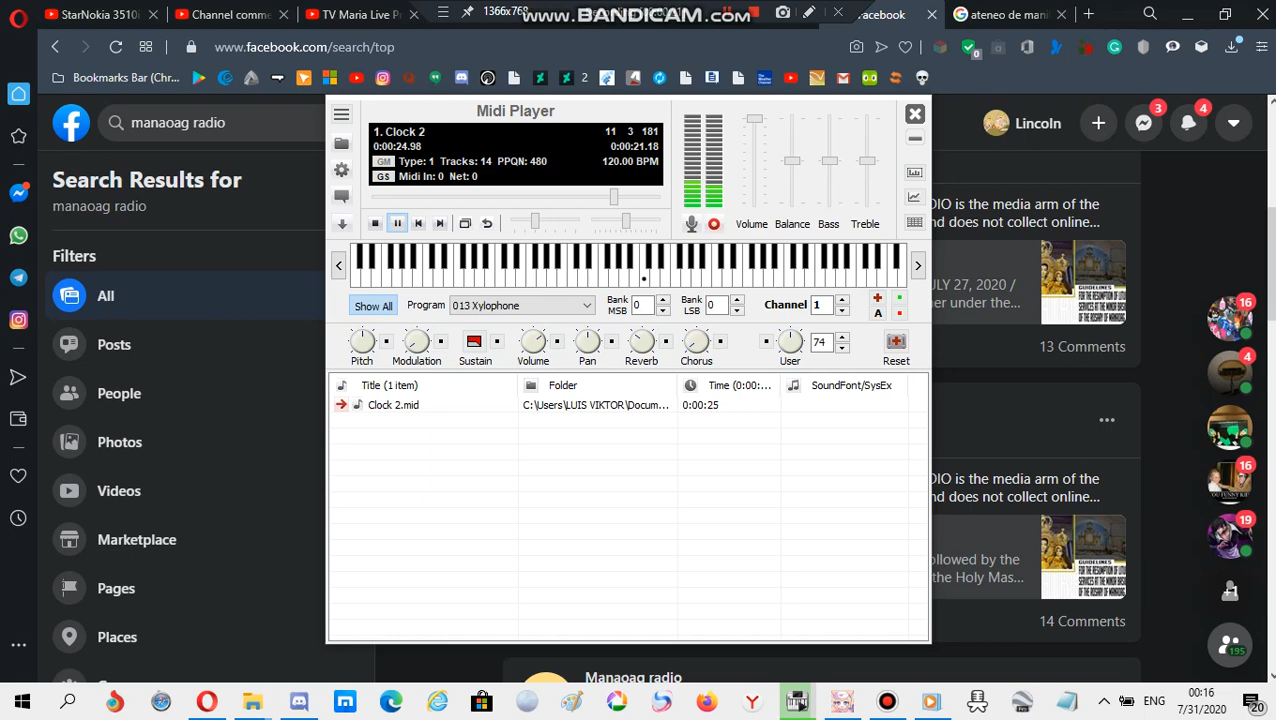 StarNokia 3510i
Channel comme
TV Maria Live P
1366x768
www.BANDICAM.com
acebook
ateneo de mani
www.facebook.com/search/top
Bookmarks Bar (Chr...
2
manaoag radio
Lincoln
3
4
Search Results for
manaoag radio
Filters
All
Posts
People
Photos
Videos
Marketplace
Pages
Places
Midi Player
1. Clock 2
11 3 181
0:00:24.98
0:00:21.18
GM Type: 1 Tracks: 14 PPQN: 480
120.00 BPM
GS Midi In: 0 Net: 0
Volume
Balance
Bass
Treble
Show All
Program
013 Xylophone
Bank MSB
0
Bank LSB
0
Channel
1
A
Pitch
Modulation
Sustain
Volume
Pan
Reverb
Chorus
User
74
Reset
Title (1 item)
Folder
Time (0:00:...
SoundFont/SysEx
Clock 2.mid
C:\Users\LUIS VIKTOR\Docum...
0:00:25
DIO is the media arm of the
nd does not collect online...
ULY 27, 2020 /
er under the...
13 Comments
DIO is the media arm of the
nd does not collect online...
ollowed by the
the Holy Mas...
14 Comments
Manaoag radio
16
4
16
19
195
ENG
00:16
7/31/2020
20